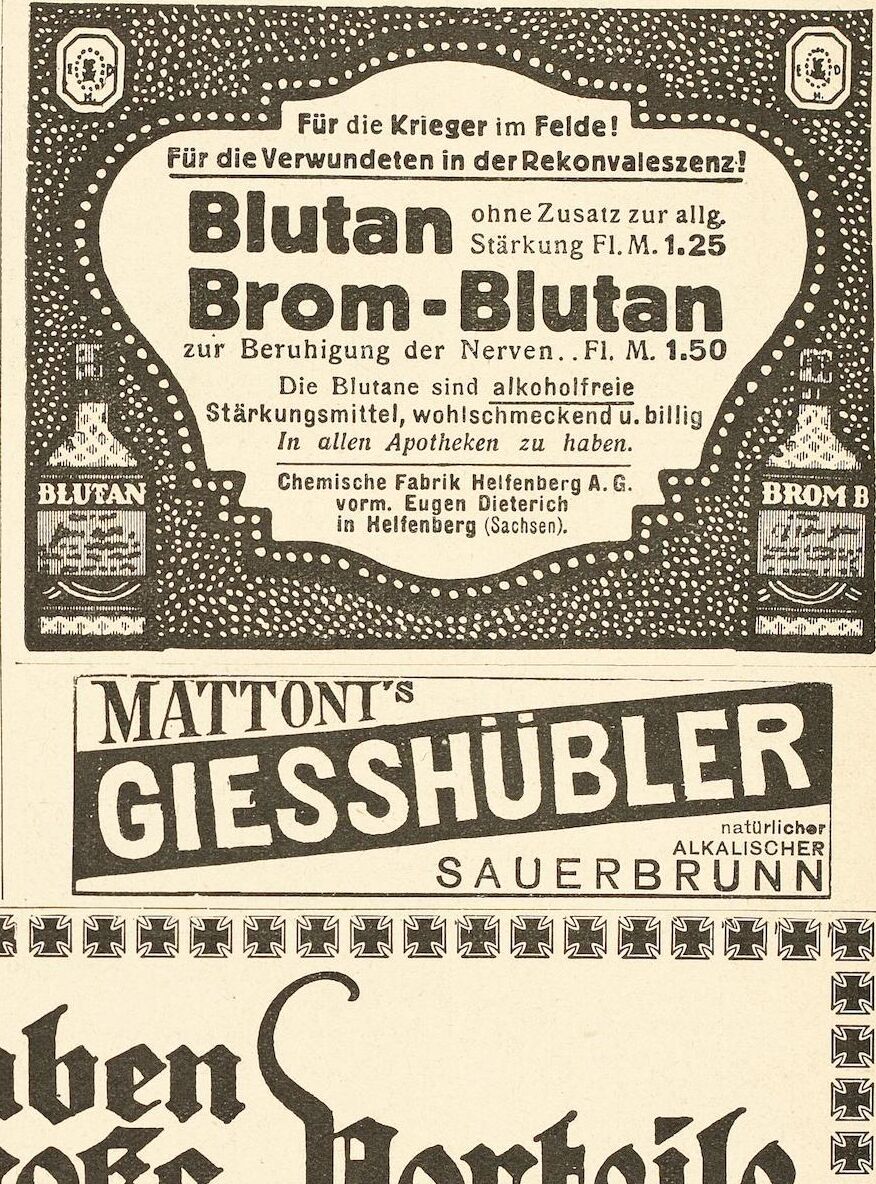 Für die Krieger im Felde!
Für die Verwundeten in der Rekonvaleszenz!
Blutan ohne Zusatz zur allg.
Stärkung Fl. M. 1.25
Brom-Blutan
zur Beruhigung der Nerven. . Fl. M. 1.50
Die Blutane sind alkoholfreie
Stärkungsmittel, wohlschmeckend u. billig
In allen Apotheken zu haben.
Chemische Fabrik Helfenberg A. G.
vorm. Eugen Dieterich
in Helfenberg (Sachsen).
BLUTAN
BROM B
MATTONI's
GIESSHÜBLER
natürlicher
ALKALISCHER
SAUERBRUNN
aben
roße Vorteile